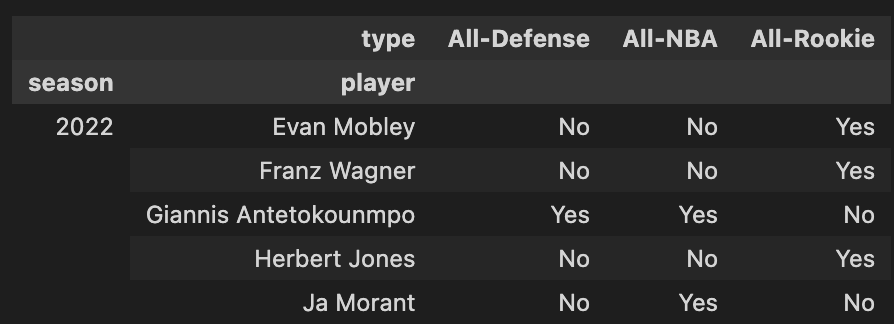 type All-Defense All-NBA All-Rookie
season player
2022 Evan Mobley No No Yes
Franz Wagner No No Yes
Giannis Antetokounmpo Yes Yes No
Herbert Jones No No Yes
Ja Morant No Yes No